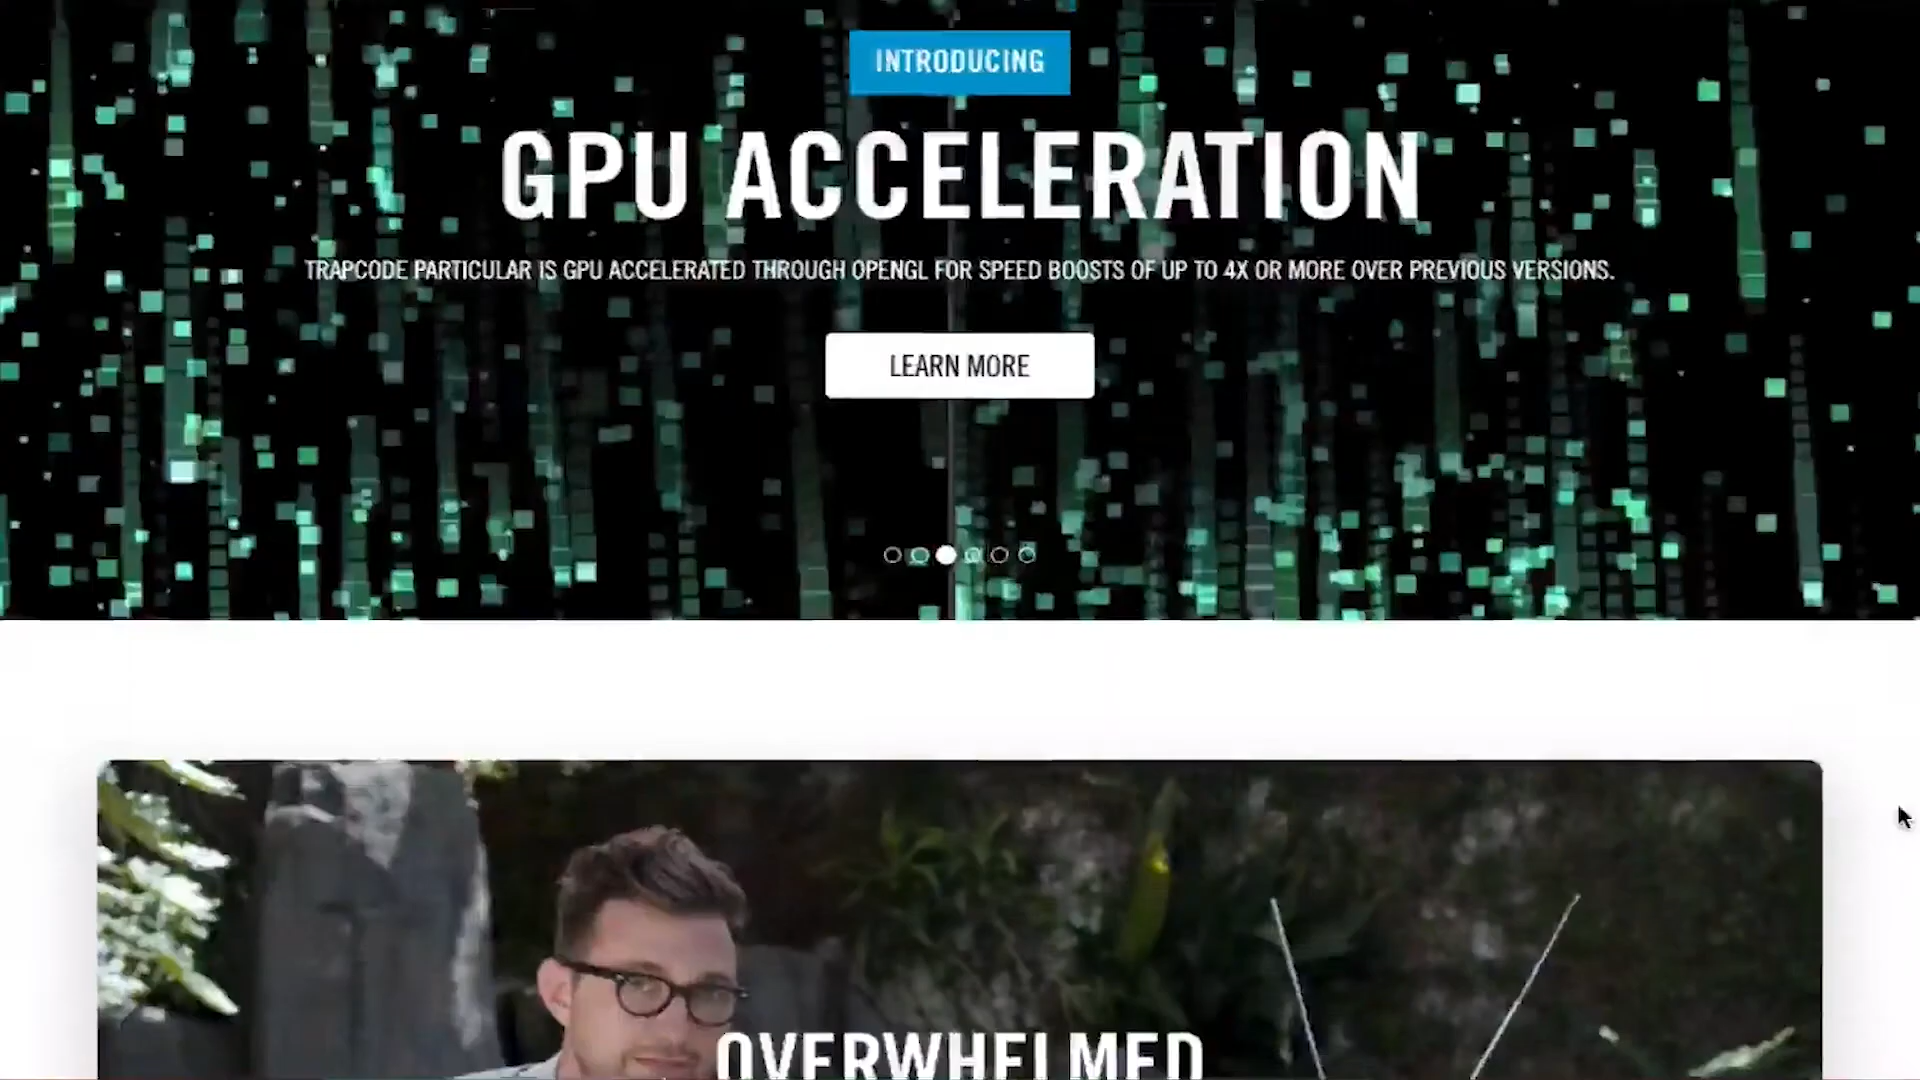 INTRODUCING
GPU ACCELERATION
TRAPCODE PARTICULAR IS GPU ACCELERATED THROUGH OPENGL FOR SPEED BOOSTS OF UP TO 4X OR MORE OVER PREVIOUS VERSIONS.
LEARN MORE
OVERWHELMED